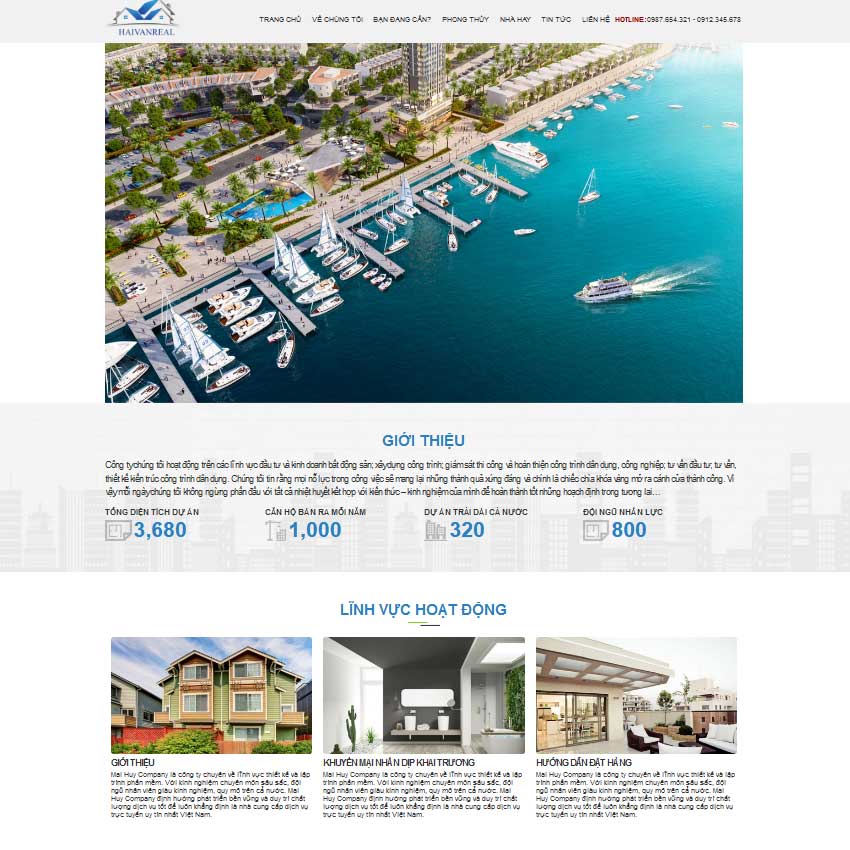 HAIVANREAL
TRANG CHỦ VỀ CHÚNG TÔI BẠN ĐANG CẦN? PHONG THỦY NHÀ HAY TIN TỨC LIÊN HỆ HOTLINE:0987.654.321 - 0912.345.678
GIỚI THIỆU
Công tychúng tôi hoạt động trên các lĩnh vực đầu tư và kinh doanh bất động sản; xâydựng công trình; giám sát thi công và hoàn thiện công trình dân dụng, công nghiệp; tư vấn đầu tư; tư vấn,
thiết kế kiến trúc công trình dân dụng. Chúng tôi tin rằng mọi nỗ lực trong công việc sẽ mang lại những thành quả xứng đáng và chính là chiếc chìa khóa vàng mở ra cánh cửa thành công. Vì
vậy mỗi ngàychúng tôi không ngừng phấn đấu với tất cả nhiệt huyết kết hợp với kiến thức – kinh nghiệm của mình để hoàn thành tốt những hoạch định trong tương lai…
TỔNG DIỆN TÍCH DỰ ÁN CĂN HỘ BÁN RA MỖI NĂM DỰ ÁN TRẢI DÀI CẢ NƯỚC ĐỘI NGŨ NHÂN LỰC
3,680 1,000 320 800
LĨNH VỰC HOẠT ĐỘNG
GIỚI THIỆU
Mai Huy Company là công ty chuyên về lĩnh vực thiết kế và lập
trình phần mềm. Với kinh nghiệm chuyên môn sâu sắc, đội
ngũ nhân viên giàu kinh nghiệm, quy mô trên cả nước. Mai
Huy Company định hướng phát triển bền vững và duy trì chất
lượng dịch vụ tốt để luôn khẳng định là nhà cung cấp dịch vụ
trực tuyến uy tín nhất Việt Nam.
KHUYẾN MẠI NHÂN DỊP KHAI TRƯƠNG
Mai Huy Company là công ty chuyên về lĩnh vực thiết kế và lập
trình phần mềm. Với kinh nghiệm chuyên môn sâu sắc, đội
ngũ nhân viên giàu kinh nghiệm, quy mô trên cả nước. Mai
Huy Company định hướng phát triển bền vững và duy trì chất
lượng dịch vụ tốt để luôn khẳng định là nhà cung cấp dịch vụ
trực tuyến uy tín nhất Việt Nam.
HƯỚNG DẪN ĐẶT HÀNG
Mai Huy Company là công ty chuyên về lĩnh vực thiết kế và lập
trình phần mềm. Với kinh nghiệm chuyên môn sâu sắc, đội
ngũ nhân viên giàu kinh nghiệm, quy mô trên cả nước. Mai
Huy Company định hướng phát triển bền vững và duy trì chất
lượng dịch vụ tốt để luôn khẳng định là nhà cung cấp dịch vụ
trực tuyến uy tín nhất Việt Nam.